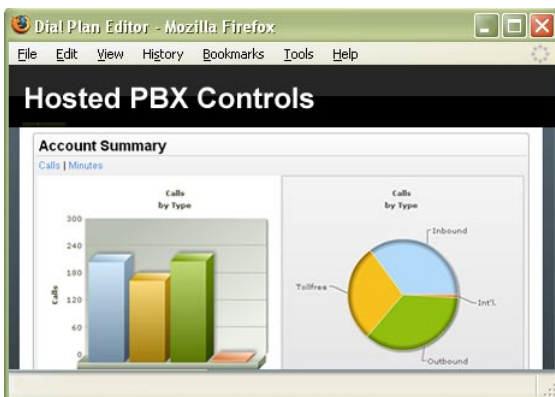 Dial Plan Editor - Mozilla Firefox
File Edit View History Bookmarks Tools Help
Hosted PBX Controls
Account Summary
Calls | Minutes
Calls
by Type
300
240
180
120
60
0
Calls
Calls
by Type
Inbound
Tollfree
Int'l.
Outbound